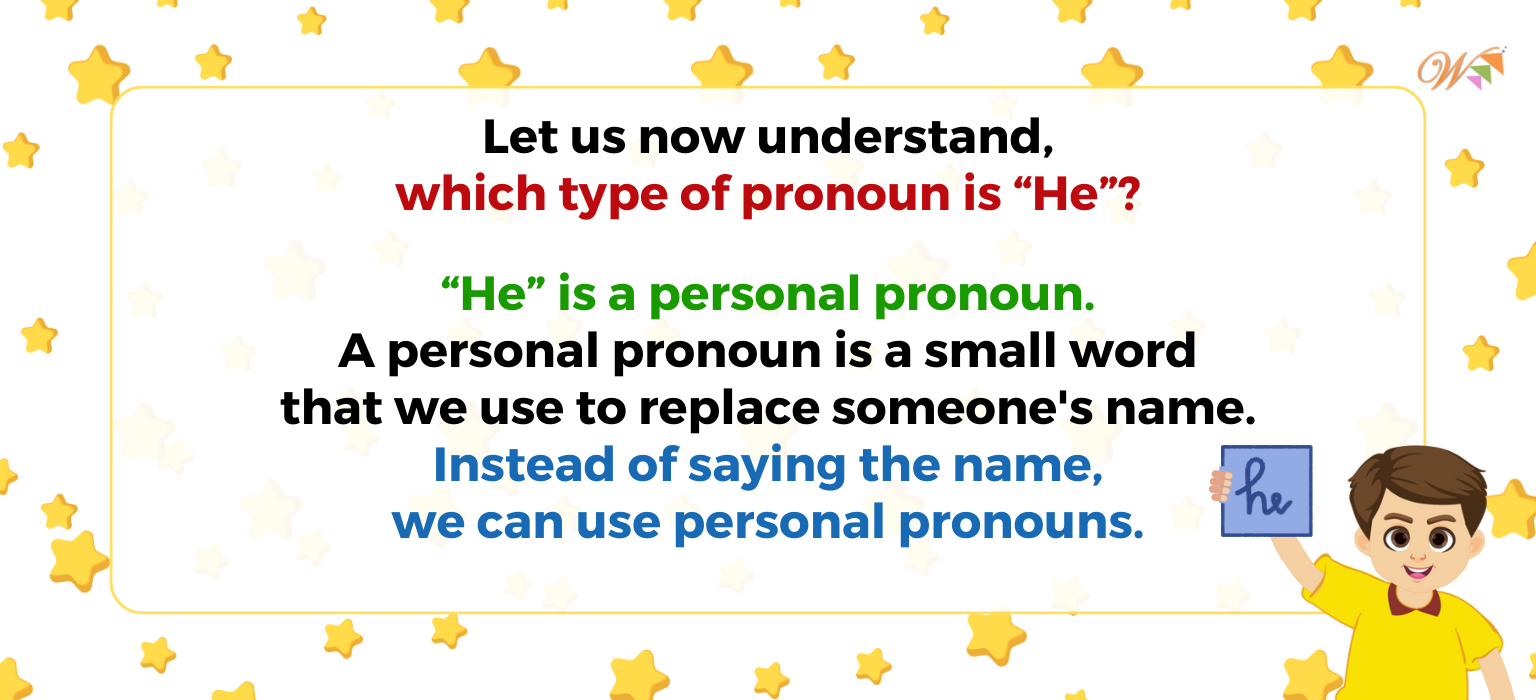 Let us now understand,
which type of pronoun is “He”?
“He” is a personal pronoun.
A personal pronoun is a small word
that we use to replace someone's name.
Instead of saying the name,
we can use personal pronouns.
he
W